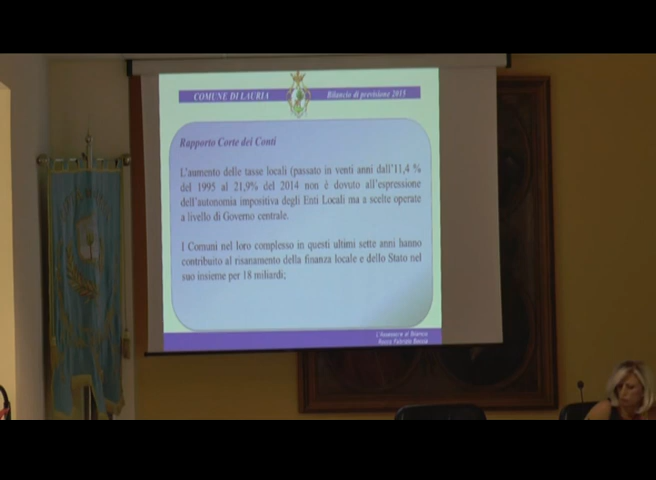 COMUNE DI LAURIA
Bilancio di previsione 2015
Rapporto Corte dei Conti
L'aumento delle tasse locali (passato in venti anni dall'11,4 %
del 1995 al 21,9% del 2014 non è dovuto all'espressione
dell'autonomia impositiva degli Enti Locali ma a scelte operate
a livello di Governo centrale.
I Comuni nel loro complesso in questi ultimi sette anni hanno
contribuito al risanamento della finanza locale e dello Stato nel
suo insieme per 18 miliardi;
L'Assessore al Bilancio
Rocco Fabrizio Boccia